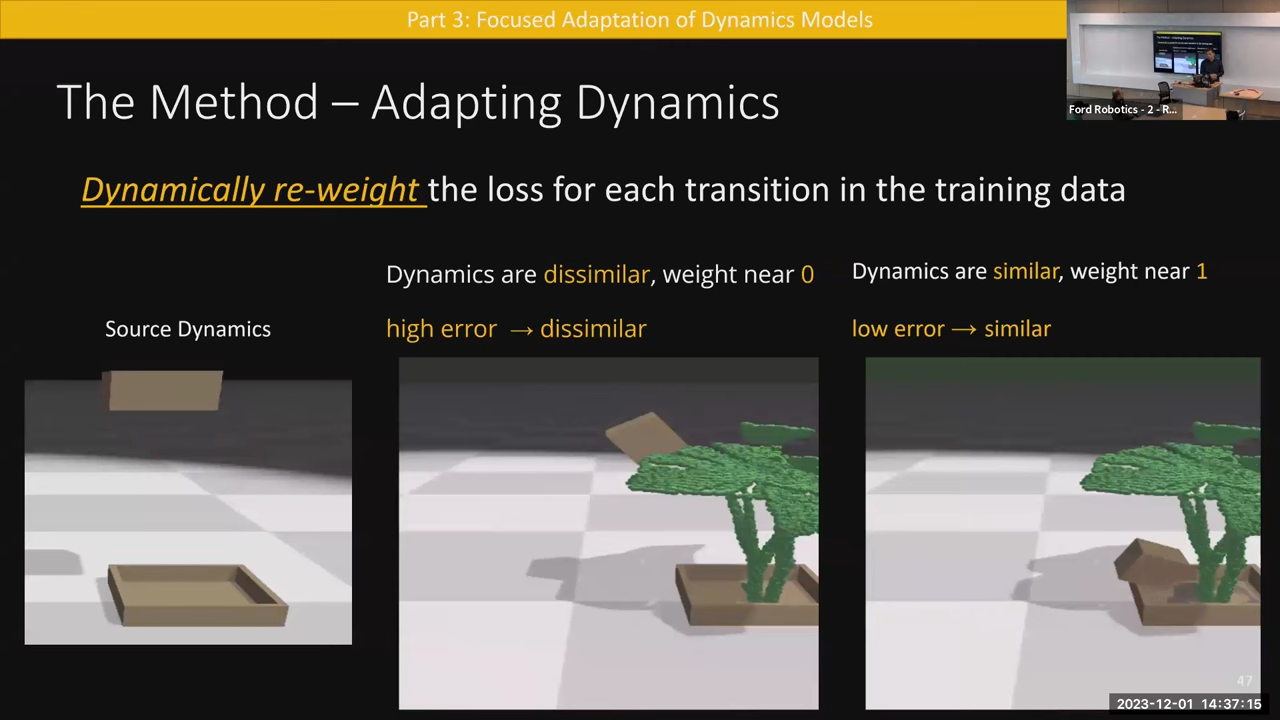 Part 3: Focused Adaptation of Dynamics Models
Ford Robotics - 2 - R...
The Method – Adapting Dynamics
Dynamically re-weight the loss for each transition in the training data
Dynamics are dissimilar, weight near 0
Dynamics are similar, weight near 1
Source Dynamics
high error → dissimilar
low error → similar
47
2023-12-01 14:37:15